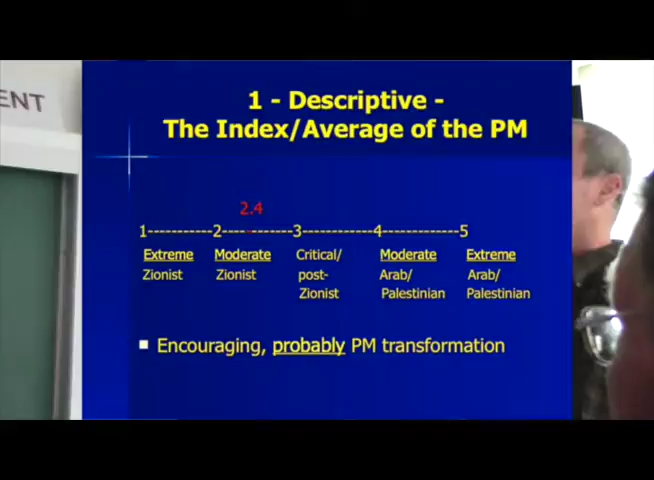 ENT
1 - Descriptive -
The Index/Average of the PM
2.4
1-----------2-------------3------------4-------------5
Extreme Moderate Critical/ Moderate Extreme
Zionist Zionist post- Arab/ Arab/
Zionist Palestinian Palestinian
Encouraging, probably PM transformation